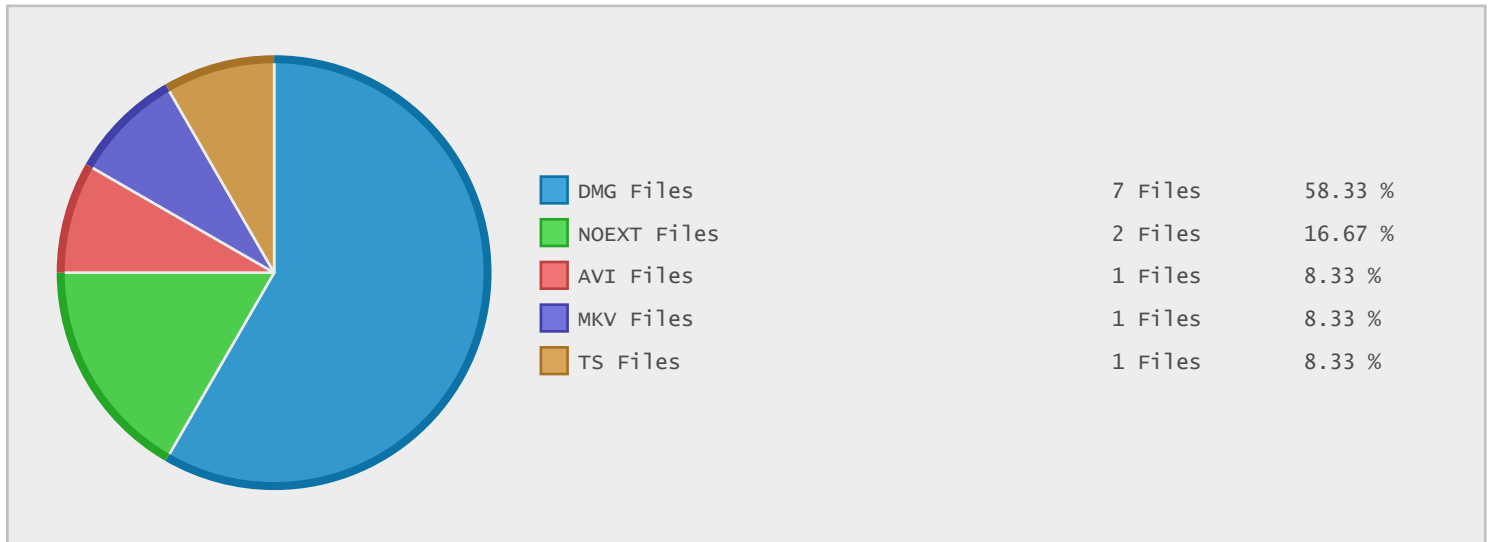 DMG Files 7 Files 58.33 %
NOEXT Files 2 Files 16.67 %
AVI Files 1 Files 8.33 %
MKV Files 1 Files 8.33 %
TS Files 1 Files 8.33 %